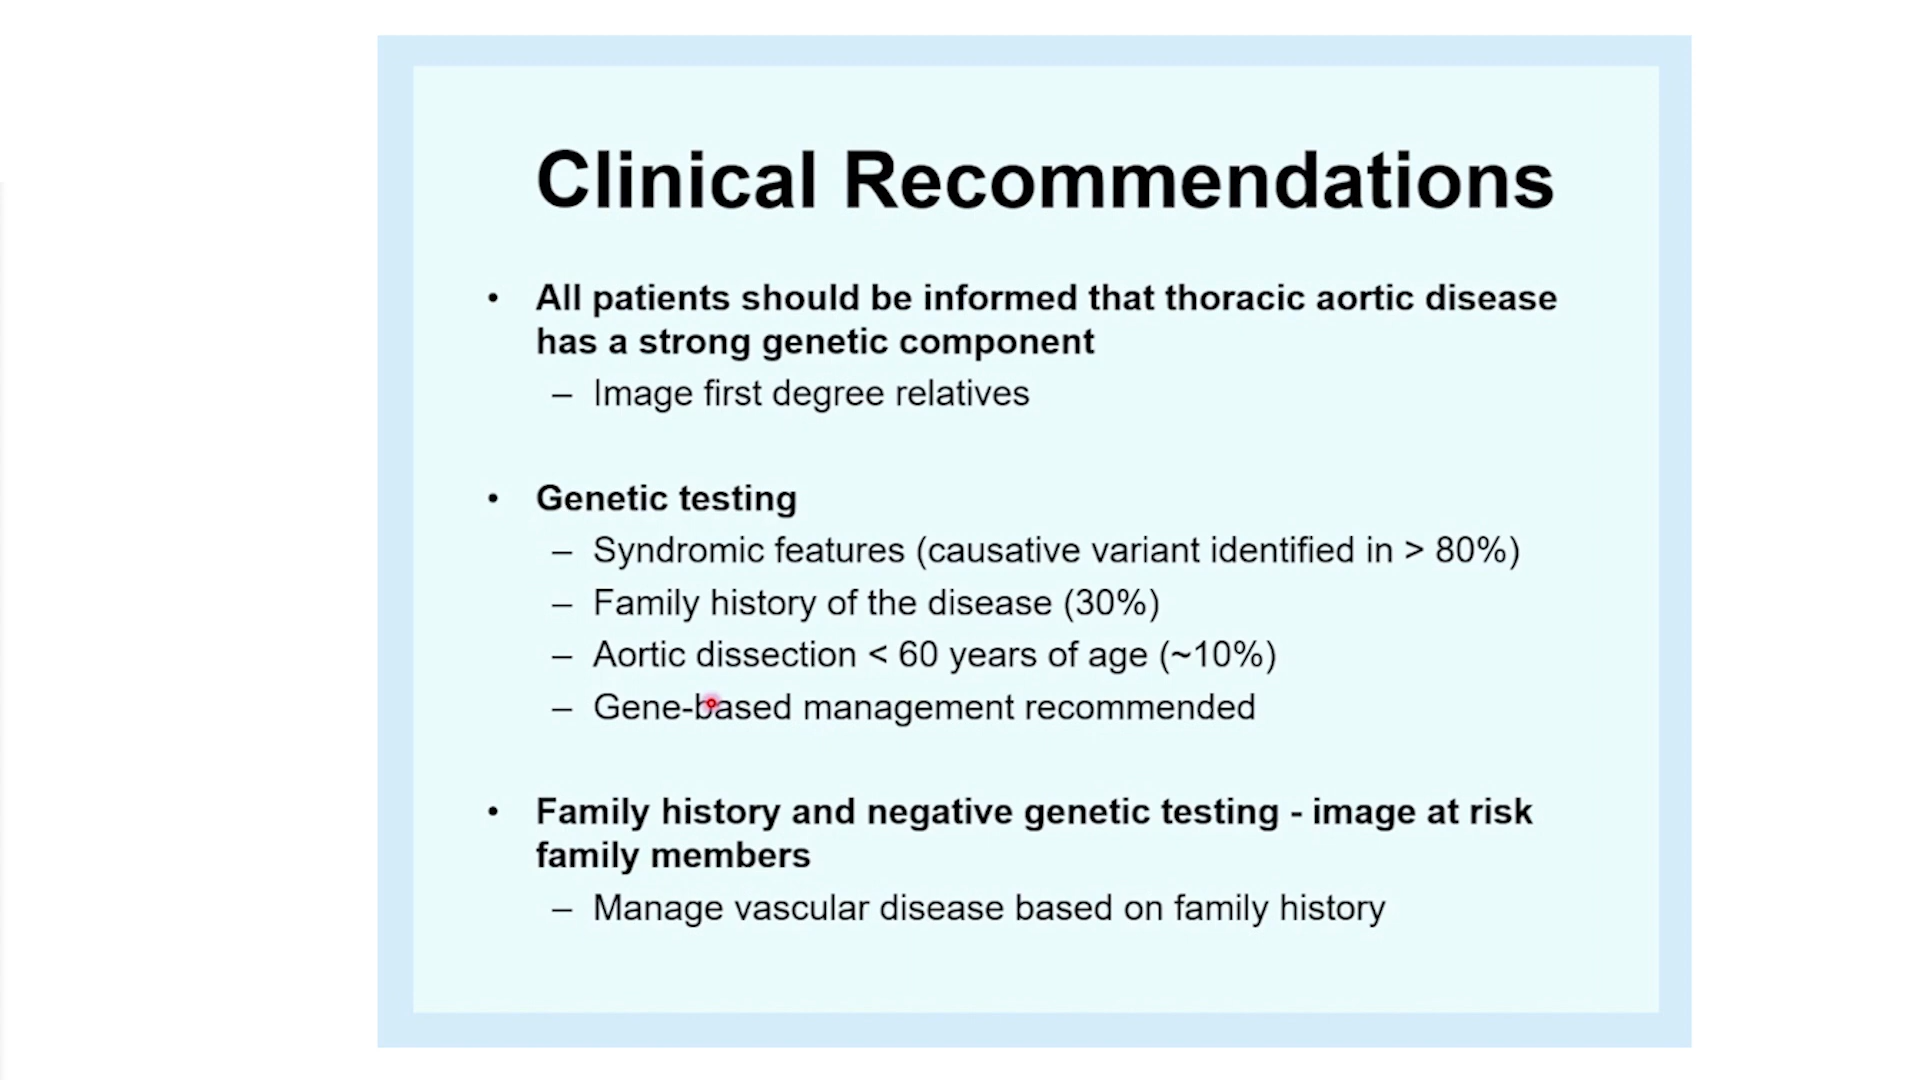 Clinical Recommendations
• All patients should be informed that thoracic aortic disease
has a strong genetic component
– Image first degree relatives
• Genetic testing
– Syndromic features (causative variant identified in > 80%)
– Family history of the disease (30%)
– Aortic dissection < 60 years of age (~10%)
– Gene-based management recommended
• Family history and negative genetic testing - image at risk
family members
– Manage vascular disease based on family history